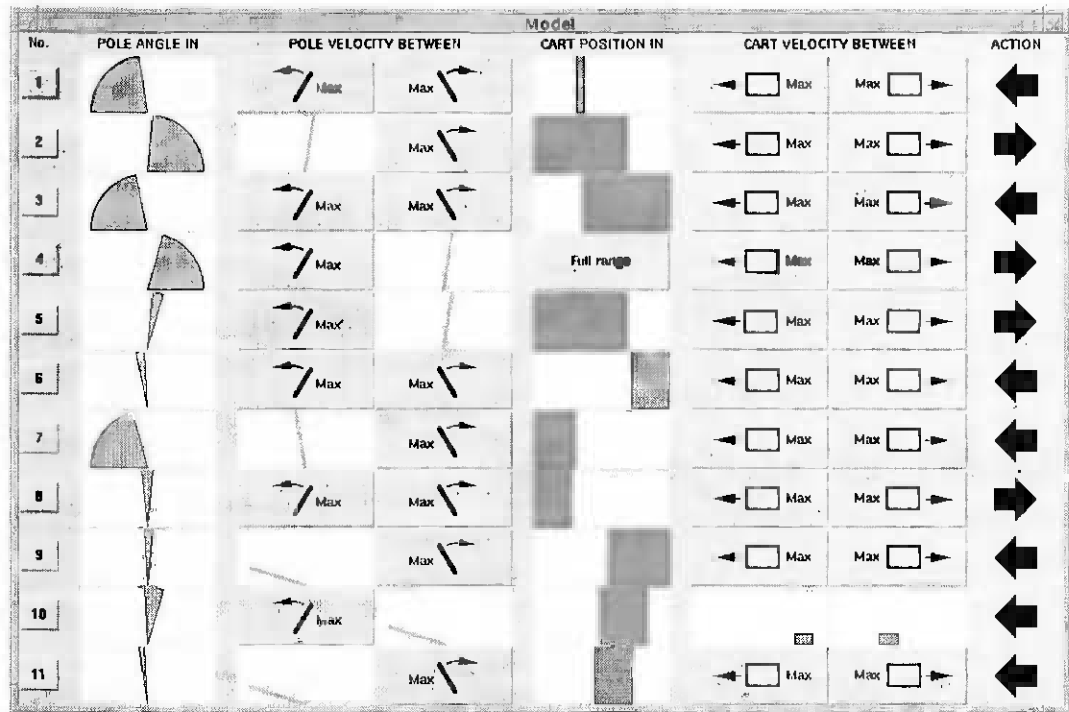 Model
No. POLE ANGLE IN POLE VELOCITY BETWEEN CART POSITION IN CART VELOCITY BETWEEN ACTION
1 Max Max Max Max
2 Max Max Max
3 Max Max Max Max
4 Max Full range Max Max
5 Max Max Max
6 Max Max Max Max
7 Max Max Max
8 Max Max Max Max
9 Max Max Max
10 Max
11 Max Max Max